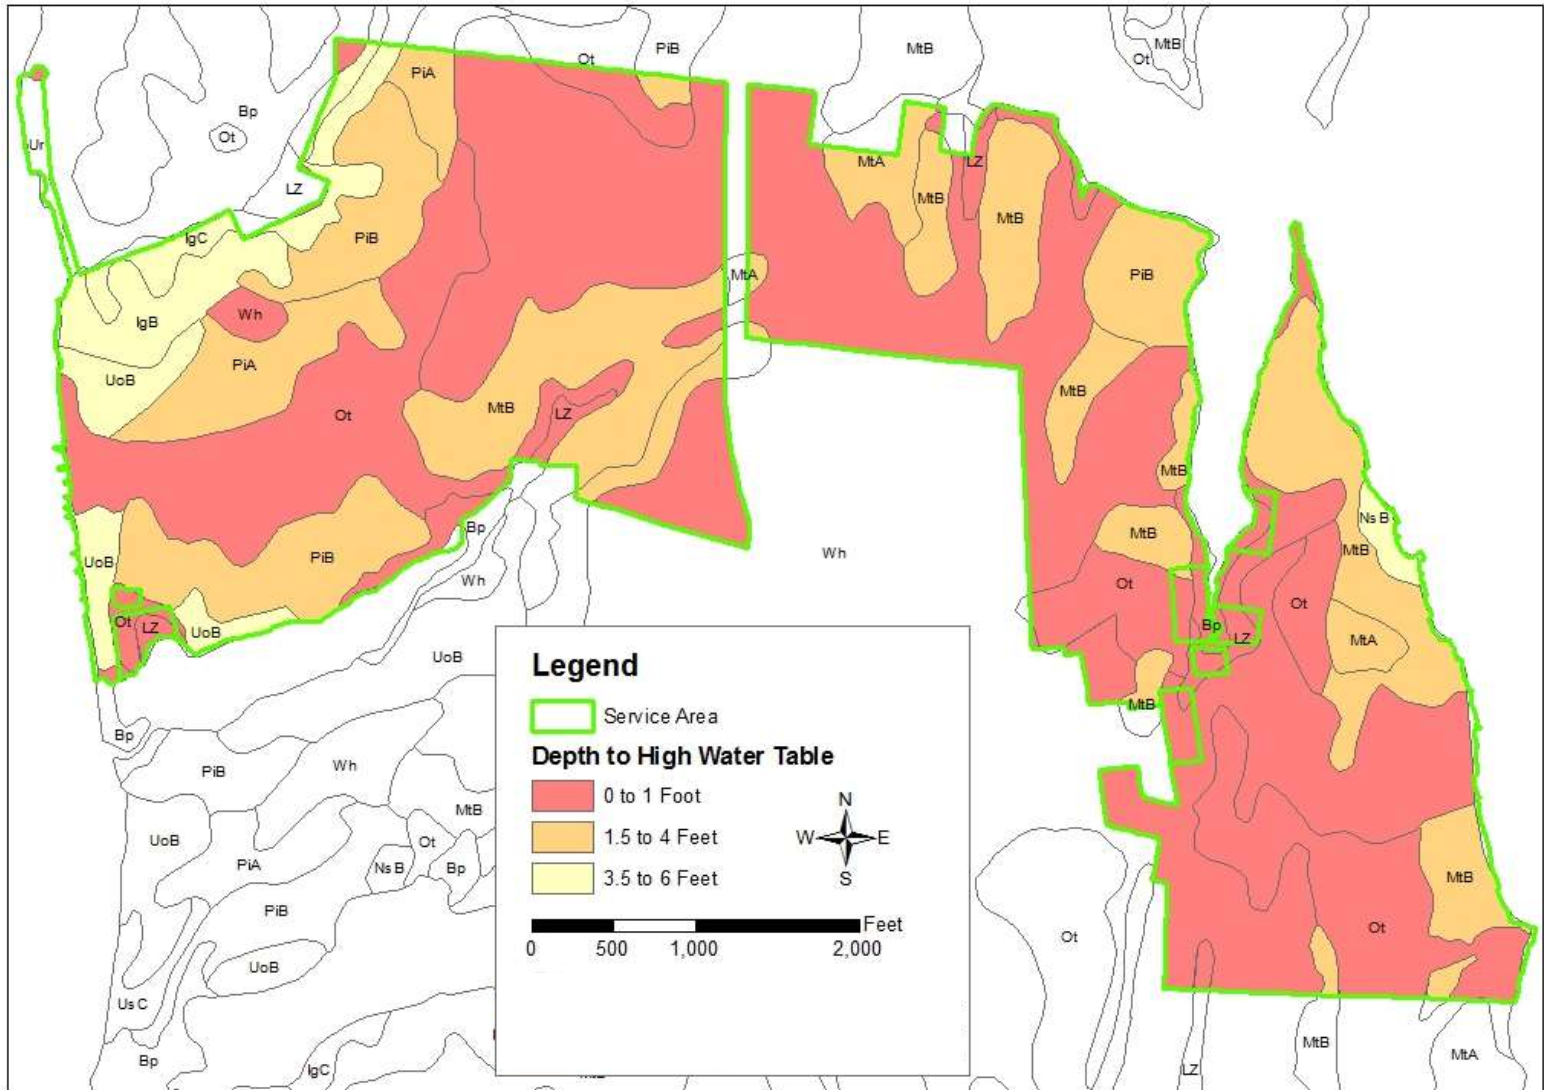 PiB
MtB
MtB
Ot
Ot
PiA
Bp
Ot
Ur
MtA
LZ
LZ
MtB
MtB
IgC
PiB
MtA
PiB
Wh
IgB
PiA
UoB
MtB
Ot
MtB
LZ
MtB
Ns B
Bp
MtB
MtB
Wh
PiB
UoB
Wh
Ot
Ot
Ot
LZ
UoB
Bp
LZ
MtA
UoB
Legend
MtB
Service Area
Bp
Depth to High Water Table
PiB
Wh
0 to 1 Foot
N
MtB
1.5 to 4 Feet
W
E
UoB
Ot
PiA
Ns B
Bp
3.5 to 6 Feet
S
MtB
PiB
Feet
Ot
Ot
0 500 1,000 2,000
UoB
Us C
Bp
IgC
LZ
MtB
MtA